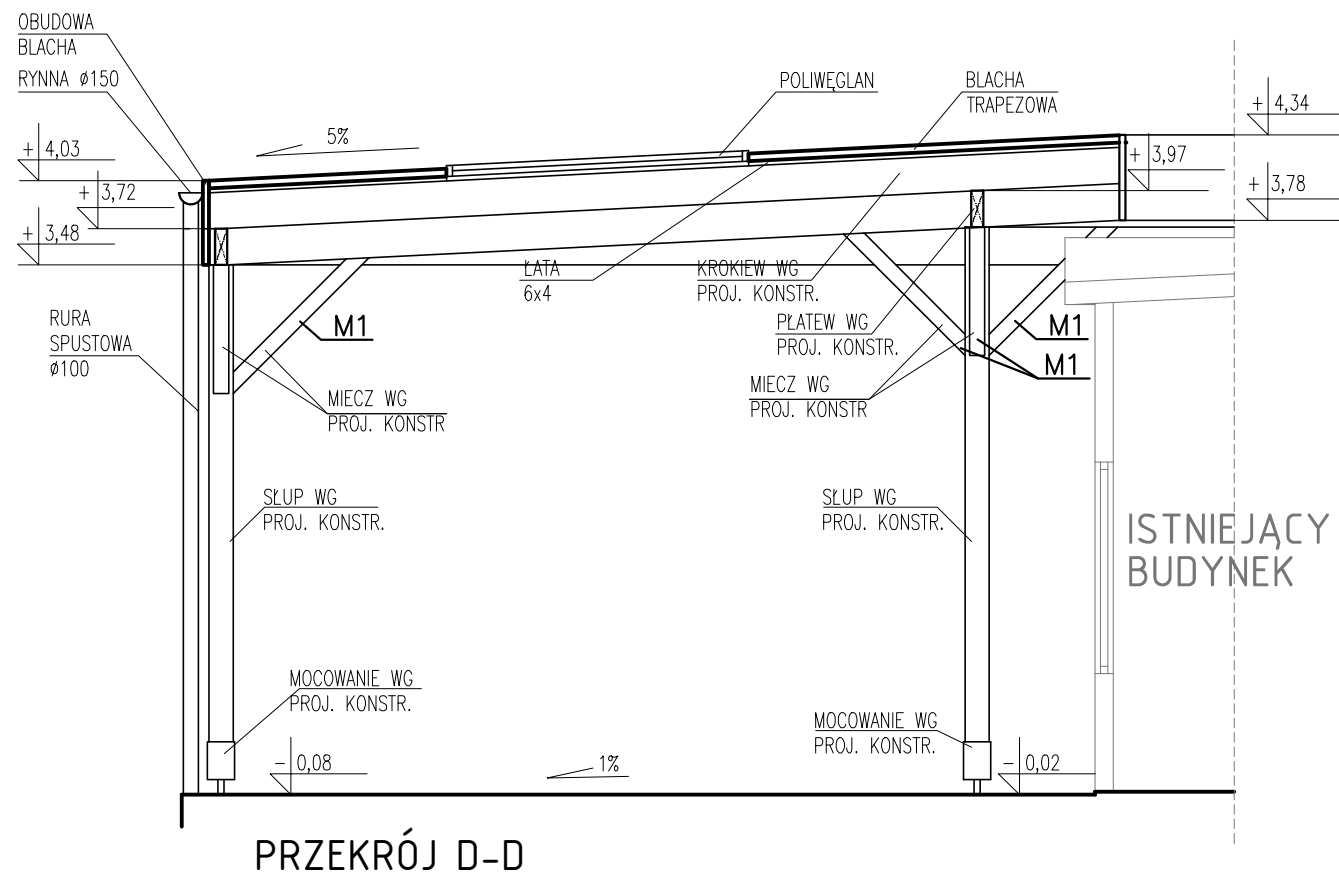 OBUDOWA
BLACHA
RYNNA ø150
POLIWĘGLAN
BLACHA
TRAPEZOWA
+ 4,34
5%
+ 4,03
+ 3,97
+ 3,72
+ 3,78
+ 3,48
ŁATA
6x4
KROKIEW WG
PROJ. KONSTR.
RURA
SPUSTOWA
ø100
M1
PŁATEW WG
PROJ. KONSTR.
M1
M1
MIECZ WG
PROJ. KONSTR
MIECZ WG
PROJ. KONSTR
SŁUP WG
PROJ. KONSTR.
SŁUP WG
PROJ. KONSTR.
ISTNIEJĄCY
BUDYNEK
MOCOWANIE WG
PROJ. KONSTR.
MOCOWANIE WG
PROJ. KONSTR.
- 0,08
1%
- 0,02
PRZEKRÓJ D-D